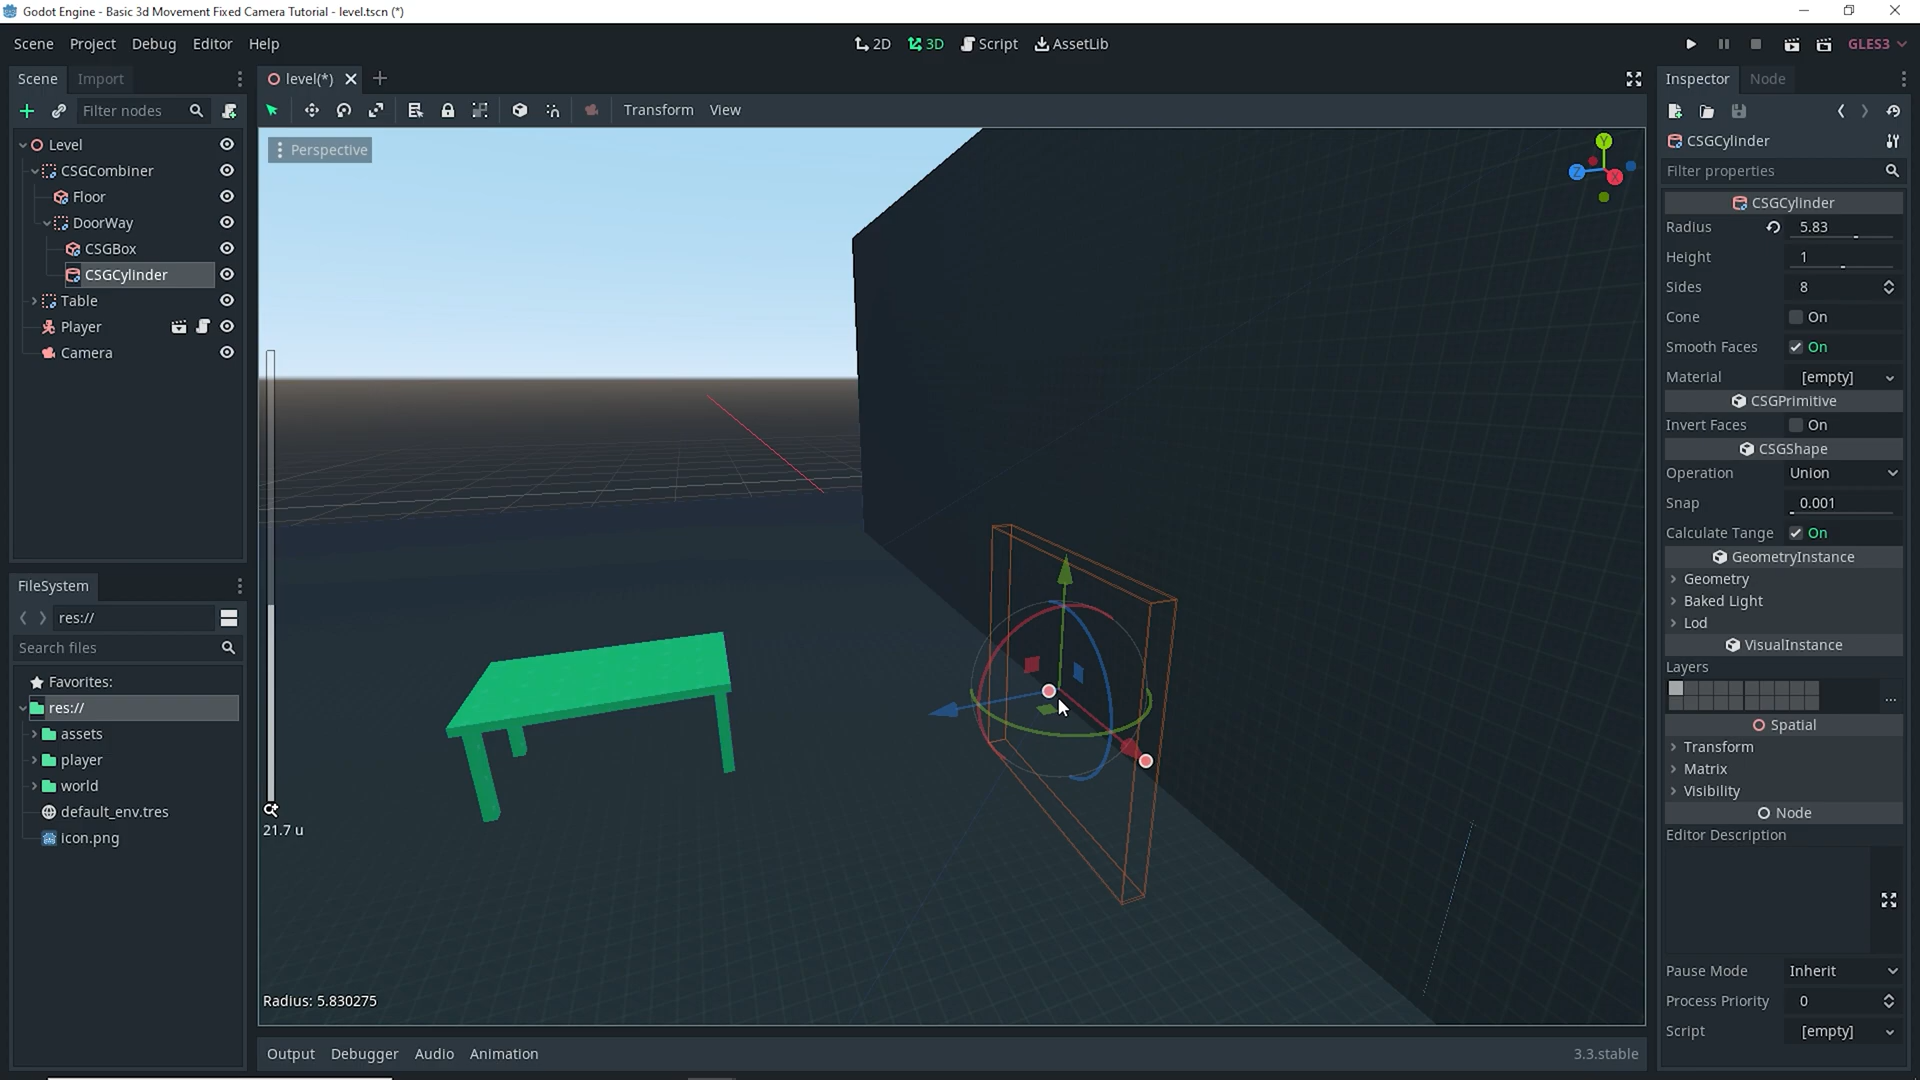 Godot Engine - Basic 3d Movement Fixed Camera Tutorial - level.tscn (*)
Scene Project Debug Editor Help
2D 3D Script AssetLib
GLES3
Scene Import
level(*)
Inspector Node
Filter nodes
Transform View
Perspective
Y
Z
X
Level
CSGCombiner
Floor
DoorWay
CSGBox
CSGCylinder
Table
Player
Camera
FileSystem
res://
Search files
Favorites:
res://
assets
player
world
default_env.tres
icon.png
21.7 u
Radius: 5.830275
Output Debugger Audio Animation
3.3.stable
CSGCylinder
Filter properties
CSGCylinder
Radius 5.83
Height 1
Sides 8
Cone On
Smooth Faces On
Material [empty]
CSGPrimitive
Invert Faces On
CSGShape
Operation Union
Snap 0.001
Calculate Tange On
GeometryInstance
Geometry
Baked Light
Lod
VisualInstance
Layers
...
Spatial
Transform
Matrix
Visibility
Node
Editor Description
Pause Mode Inherit
Process Priority 0
Script [empty]